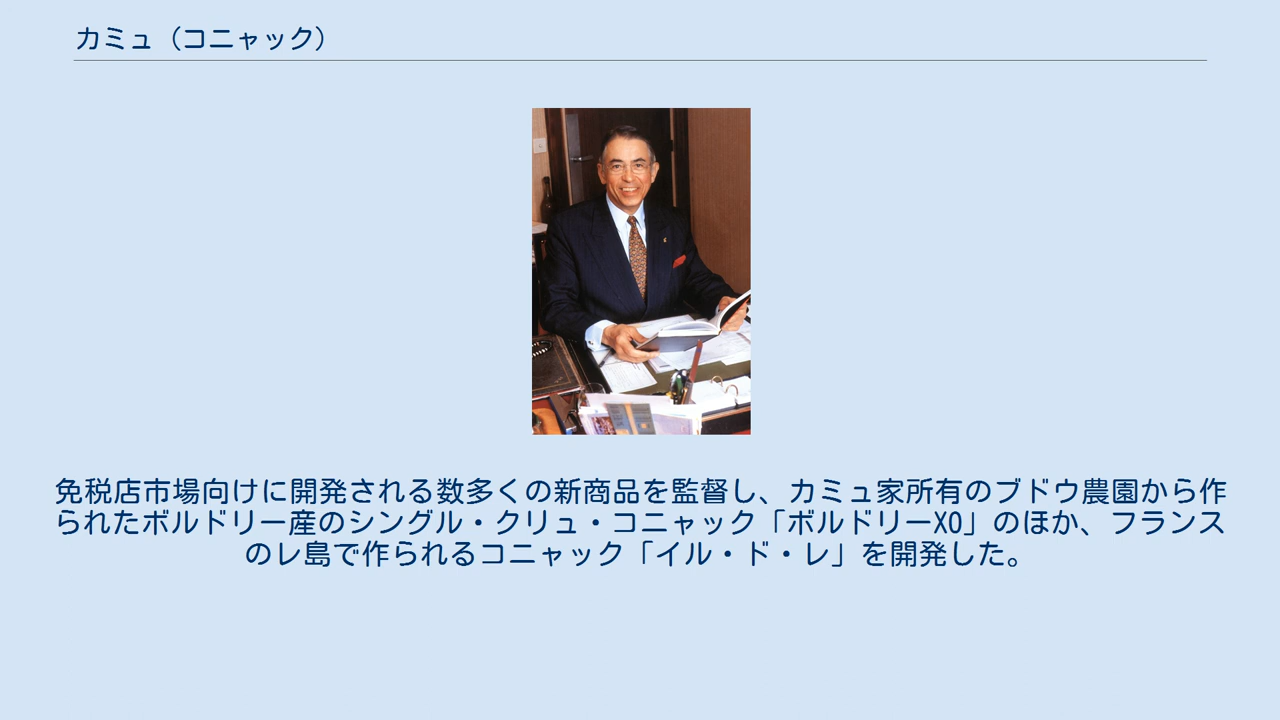 カミュ（コニャック）
免税店市場向けに開発される数多くの新商品を監督し、カミュ家所有のブドウ農園から作
られたボルドリー産のシングル・クリュ・コニャック「ボルドリーXO」のほか、フランス
のレ島で作られるコニャック「イル・ド・レ」を開発した。